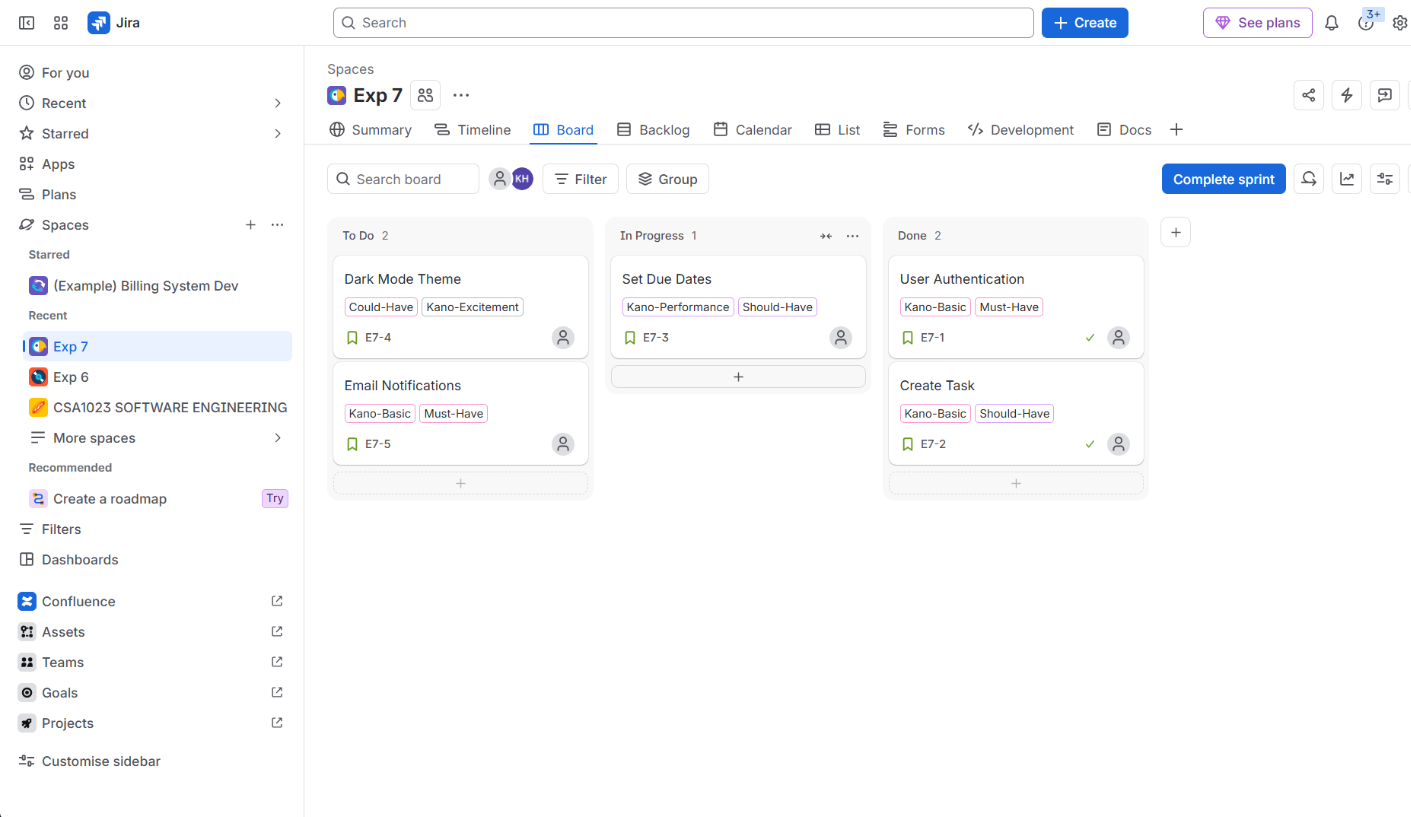 Jira
Search
Create
See plans
3+
For you
Recent
Starred
Apps
Plans
Spaces
Starred
(Example) Billing System Dev
Recent
Exp 7
Exp 6
CSA1023 SOFTWARE ENGINEERING
More spaces
Recommended
Create a roadmap
Try
Filters
Dashboards
Confluence
Assets
Teams
Goals
Projects
Customise sidebar
Spaces
Exp 7
Summary
Timeline
Board
Backlog
Calendar
List
Forms
Development
Docs
Search board
KH
Filter
Group
Complete sprint
To Do 2
Dark Mode Theme
Could-Have Kano-Excitement
E7-4
Email Notifications
Kano-Basic Must-Have
E7-5
In Progress 1
Set Due Dates
Kano-Performance Should-Have
E7-3
Done 2
User Authentication
Kano-Basic Must-Have
E7-1
Create Task
Kano-Basic Should-Have
E7-2